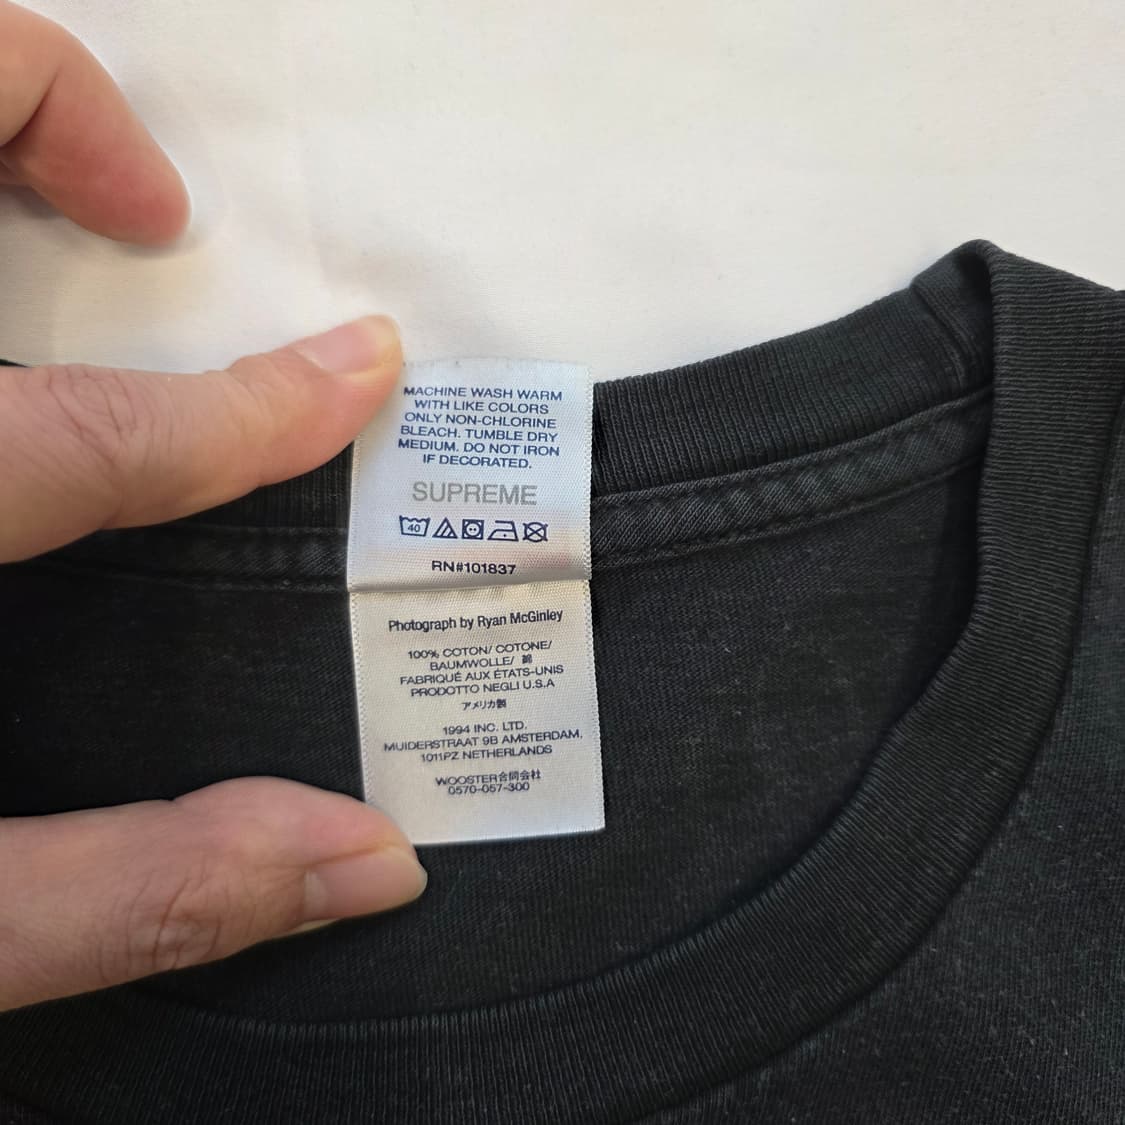 MACHINE WASH WARM
WITH LIKE COLORS
ONLY NON-CHLORINE
BLEACH. TUMBLE DRY
MEDIUM. DO NOT IRON
IF DECORATED.
SUPREME
40
RN#101837
Photograph by Ryan McGinley
100% COTON/ COTONE/
BAUMWOLLE/ 綿
FABRIQUÉ AUX ÉTATS-UNIS
PRODOTTO NEGLI U.S.A
アメリカ製
1994 INC. LTD.
MUIDERSTRAAT 9B AMSTERDAM,
1011PZ NETHERLANDS
WOOSTER合同会社
0570-057-300